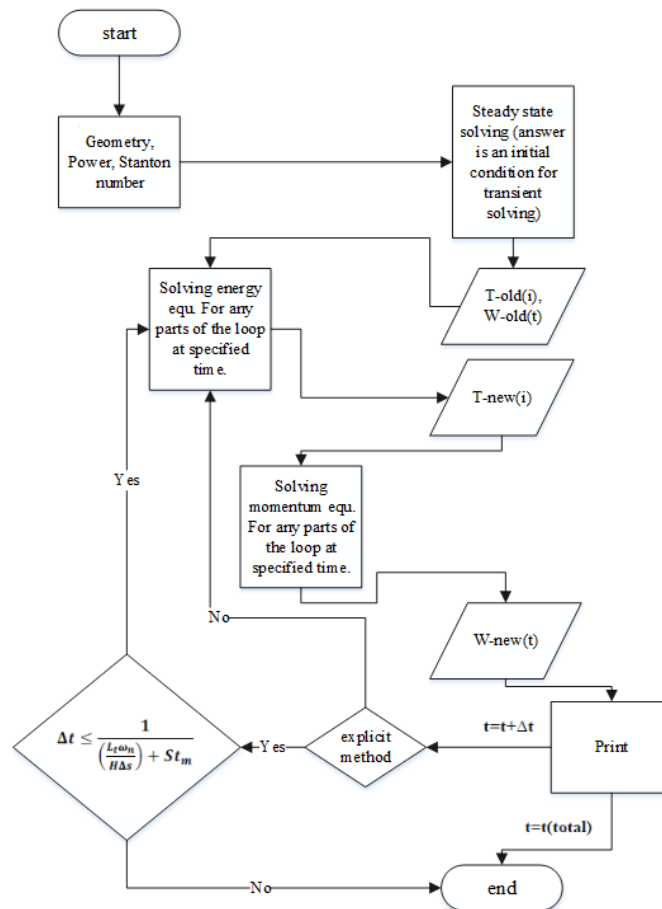 start
Geometry,
Power, Stanton
number
Steady state
solving (answer
is an initial
condition for
transient
solving)
Solving energy
equ. For any
parts of the loop
at specified
time.
T-old(i),
W-old(t)
T-new(i)
Yes
Solving
momentum equ.
For any parts of
the loop at
specified time.
No
W-new(t)
Δt ≤ 1 / ((L_tω_n / HΔs) + St_m)
Yes
explicit
method
t=t+Δt
Print
t=t(total)
No
end